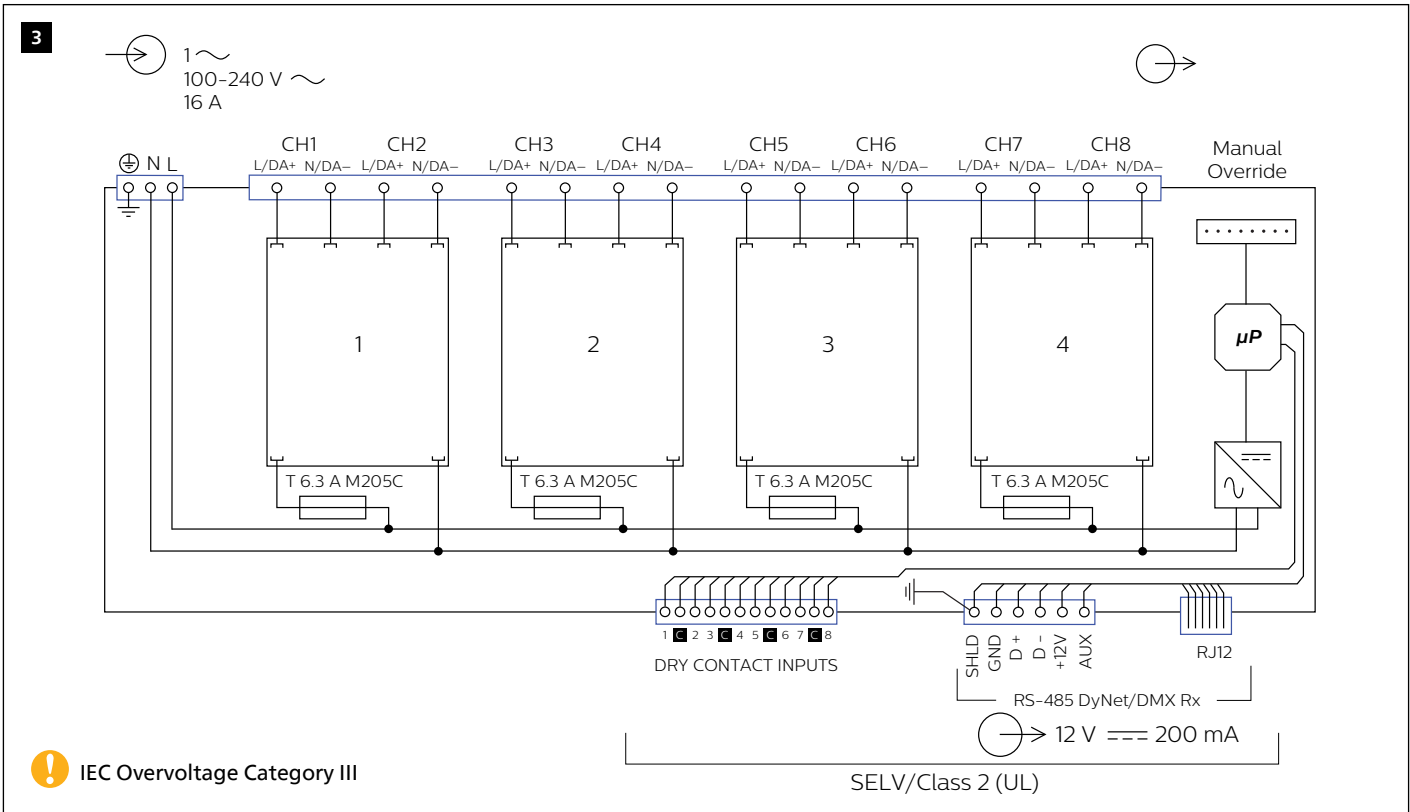 3
1 ~
100-240 V ~
16 A
CH1 CH2 CH3 CH4 CH5 CH6 CH7 CH8
N L
L/DA+ N/DA− L/DA+ N/DA− L/DA+ N/DA− L/DA+ N/DA− L/DA+ N/DA− L/DA+ N/DA− L/DA+ N/DA− L/DA+ N/DA−
Manual
Override
1 2 3 4
µP
T 6.3 A M205C T 6.3 A M205C T 6.3 A M205C T 6.3 A M205C
1 C 2 3 C 4 5 C 6 7 C 8
DRY CONTACT INPUTS
SHLD
GND
D +
D -
+12V
AUX
RJ12
RS-485 DyNet/DMX Rx
12 V 200 mA
SELV/Class 2 (UL)
! IEC Overvoltage Category III